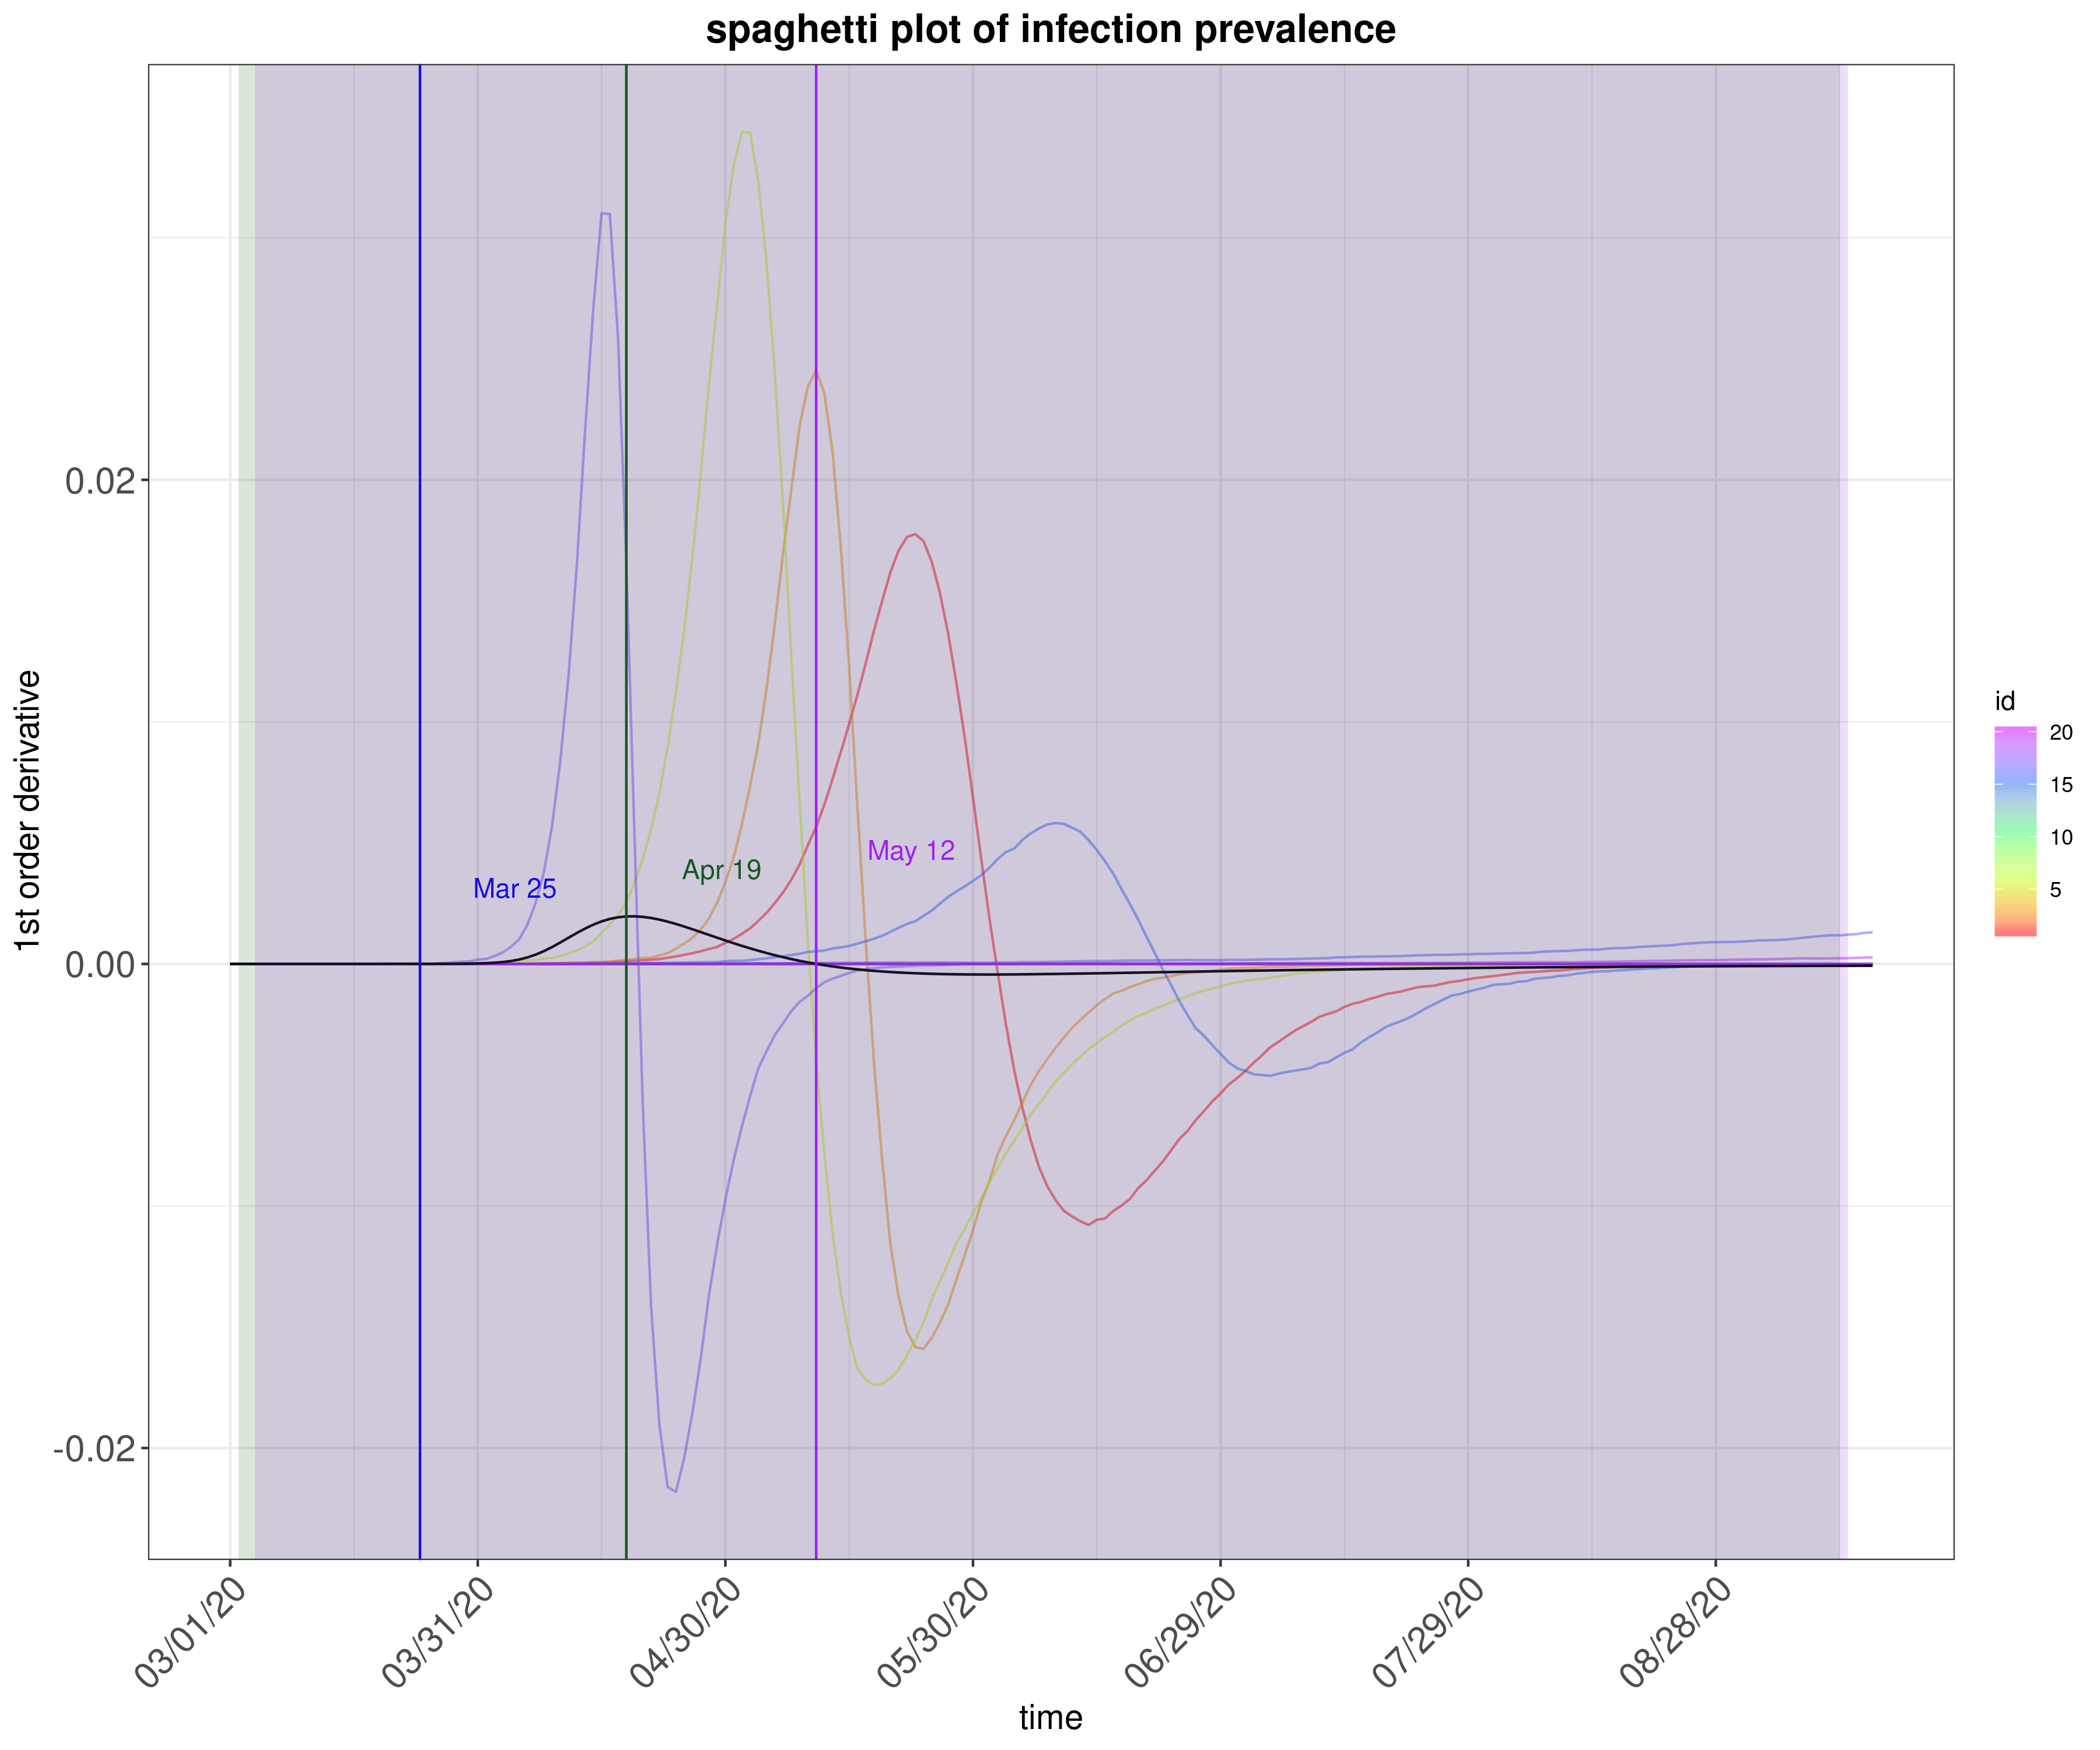 spaghetti plot of infection prevalence
1st order derivative
0.02
0.00
-0.02
Mar 25
Apr 19
May 12
id
20
15
10
5
03/01/20
03/31/20
04/30/20
05/30/20
06/29/20
07/29/20
08/28/20
time